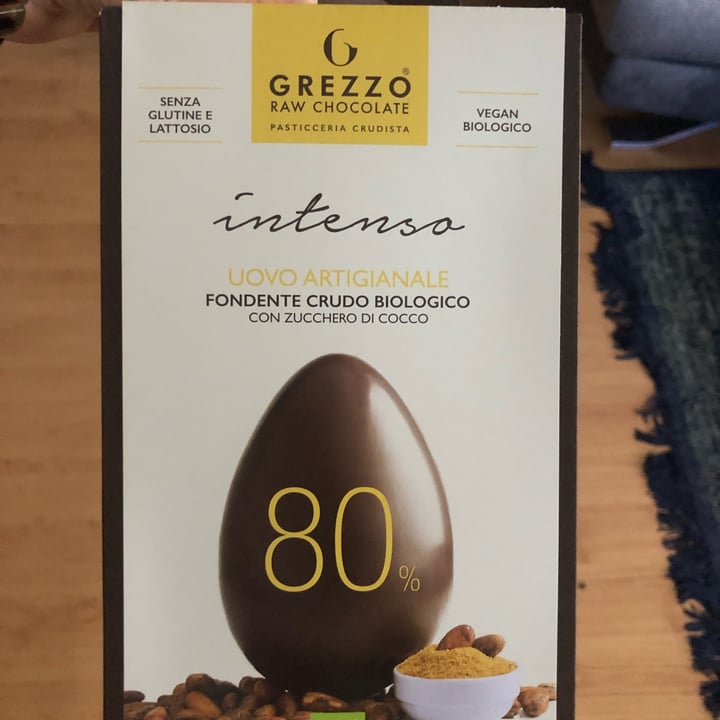 G
GREZZO®
RAW CHOCOLATE
PASTICCERIA CRUDISTA
SENZA
GLUTINE E
LATTOSIO
VEGAN
BIOLOGICO
intenso
UOVO ARTIGIANALE
FONDENTE CRUDO BIOLOGICO
CON ZUCCHERO DI COCCO
80%